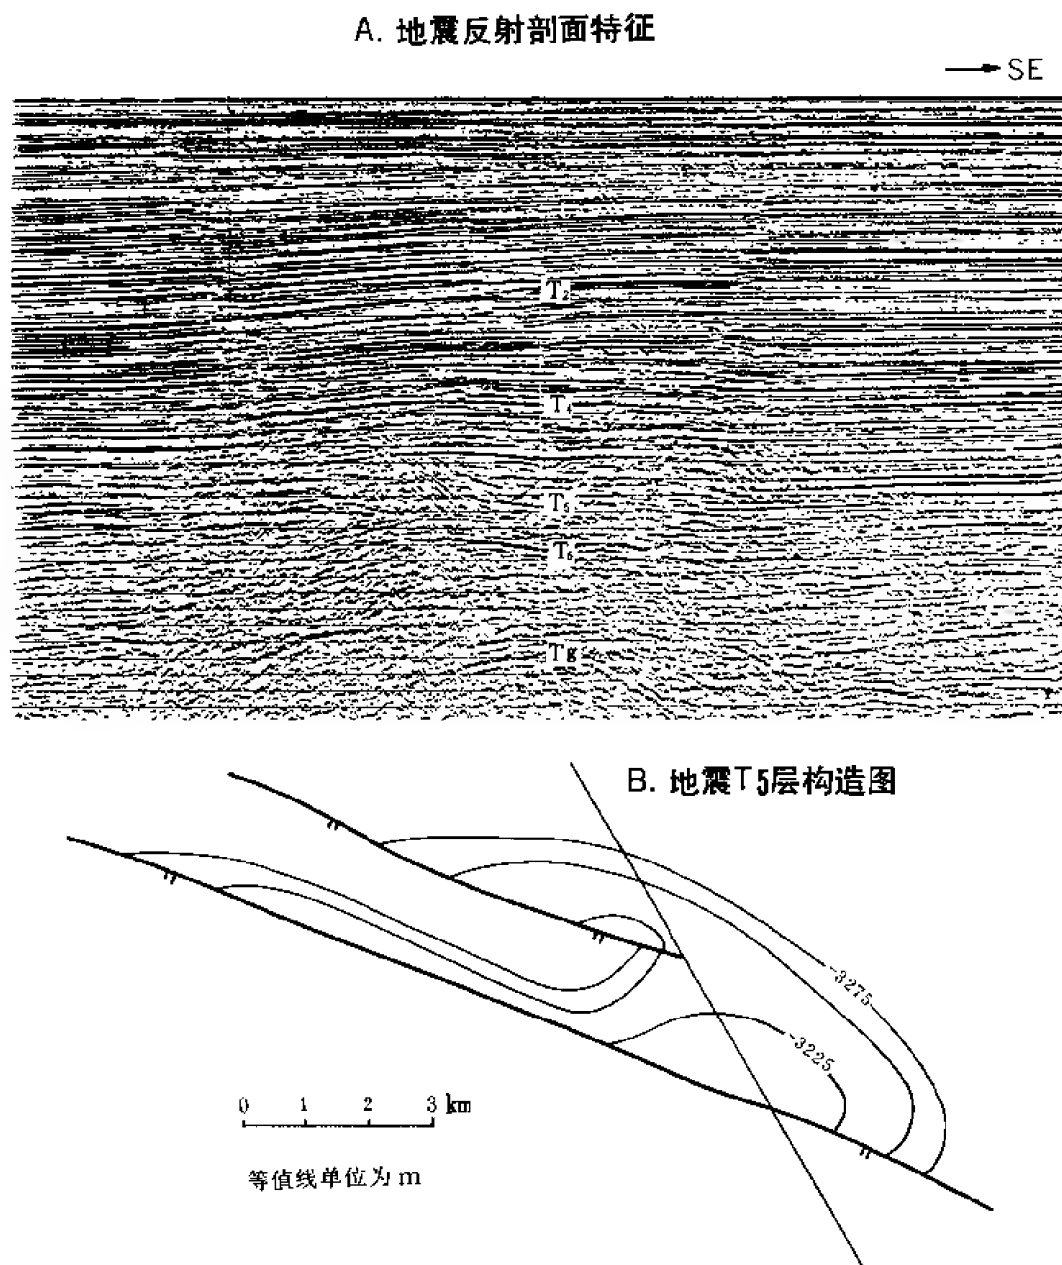 A. 地震反射剖面特征
SE
T₂
T₄
T₅
T₆
Tg
B. 地震T5层构造图
-3275
-3225
0 1 2 3 km
等值线单位为m